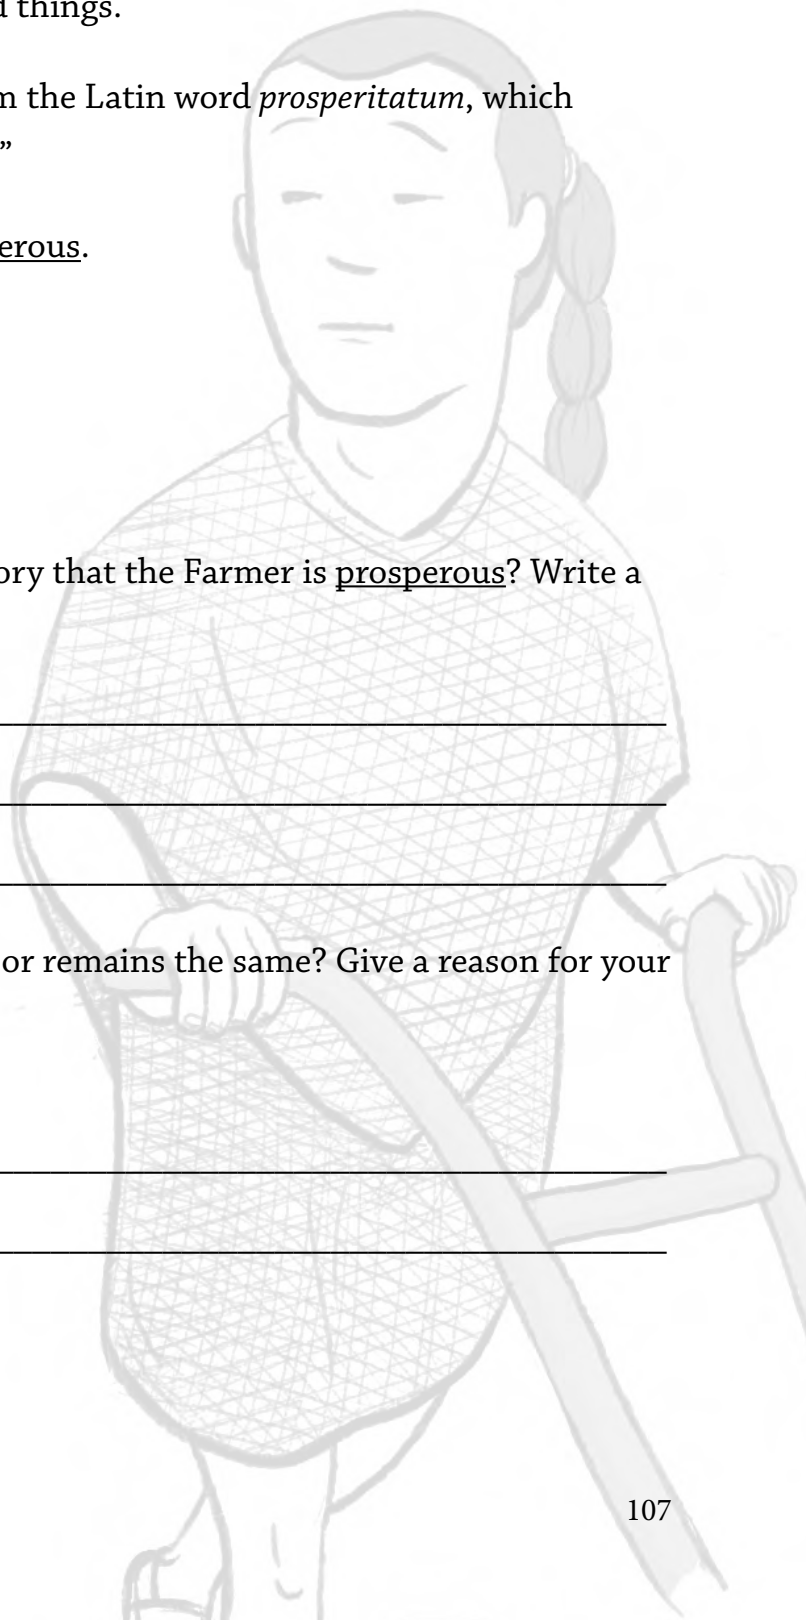 things.
the Latin word prosperitatum, which
”
erous.
ory that the Farmer is prosperous? Write a
or remains the same? Give a reason for your
107